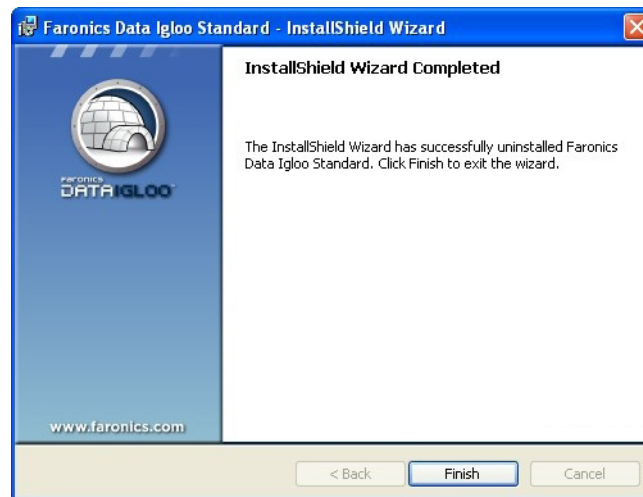 Faronics Data Igloo Standard - InstallShield Wizard
InstallShield Wizard Completed
The InstallShield Wizard has successfully uninstalled Faronics
Data Igloo Standard. Click Finish to exit the wizard.
FARONICS
DATAIGLOO
www.faronics.com
< Back
Finish
Cancel